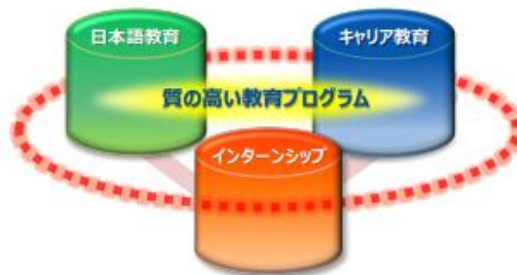 日本語教育
キャリア教育
質の高い教育プログラム
インターンシップ